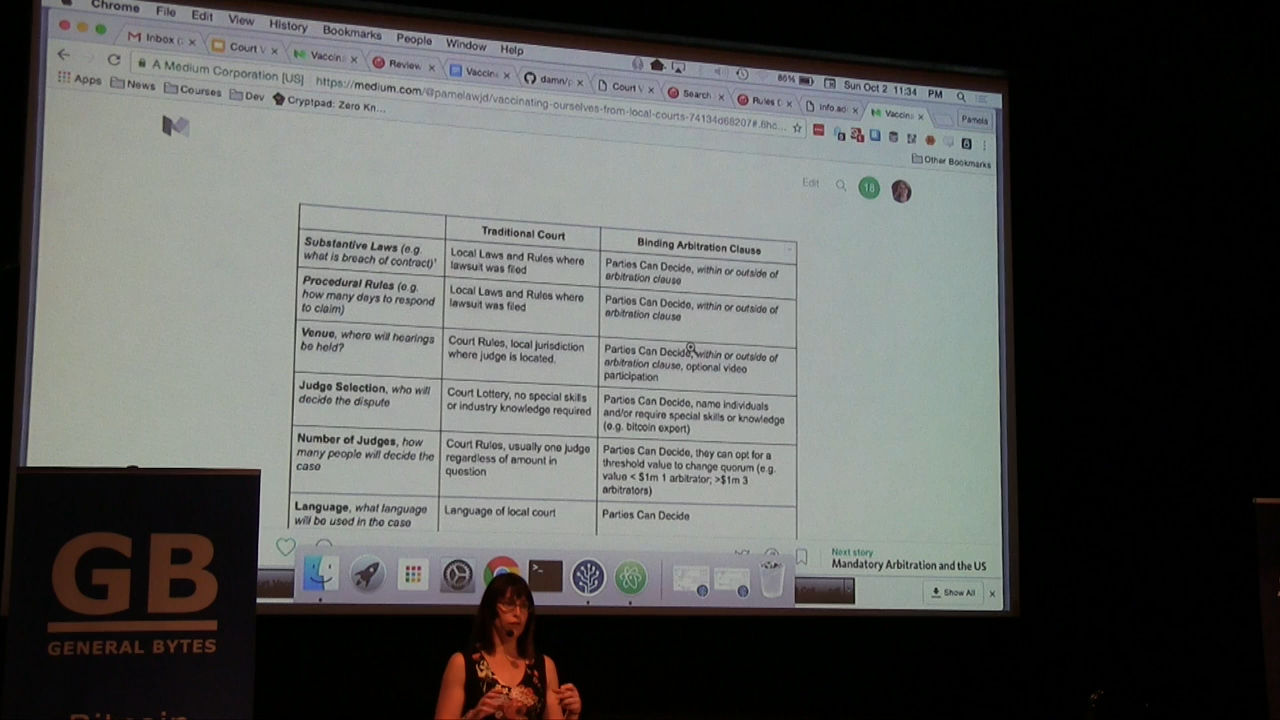 Chrome File Edit View History Bookmarks People Window Help
86% Sun Oct 2 11:34 PM
Inbox Court V Vaccin Review Vaccin damn/ Court V Search Rules Info.ad Vaccin Pamela
A Medium Corporation [US] https://medium.com/@pamelawjd/vaccinating-ourselves-from-local-courts-74134d68207#
Apps News Courses Dev Cryptpad: Zero Kn...
Other Bookmarks
Edit 18
Traditional Court
Binding Arbitration Clause
Substantive Laws (e.g.
what is breach of contract)
Local Laws and Rules where
lawsuit was filed
Parties Can Decide, within or outside of
arbitration clause
Procedural Rules (e.g.
how many days to respond
to claim)
Local Laws and Rules where
lawsuit was filed
Parties Can Decide, within or outside of
arbitration clause
Venue, where will hearings
be held?
Court Rules, local jurisdiction
where judge is located.
Parties Can Decide, within or outside of
arbitration clause, optional video
participation
Judge Selection, who will
decide the dispute
Court Lottery, no special skills
or industry knowledge required
Parties Can Decide, name individuals
and/or require special skills or knowledge
(e.g. bitcoin expert)
Number of Judges, how
many people will decide the
case
Court Rules, usually one judge
regardless of amount in
question
Parties Can Decide, they can opt for a
threshold value to change quorum (e.g.
value < $1m 1 arbitrator; >$1m 3
arbitrators)
Language, what language
will be used in the case
Language of local court
Parties Can Decide
Next story
Mandatory Arbitration and the US
Show All
GB
GENERAL BYTES
Bitcoin